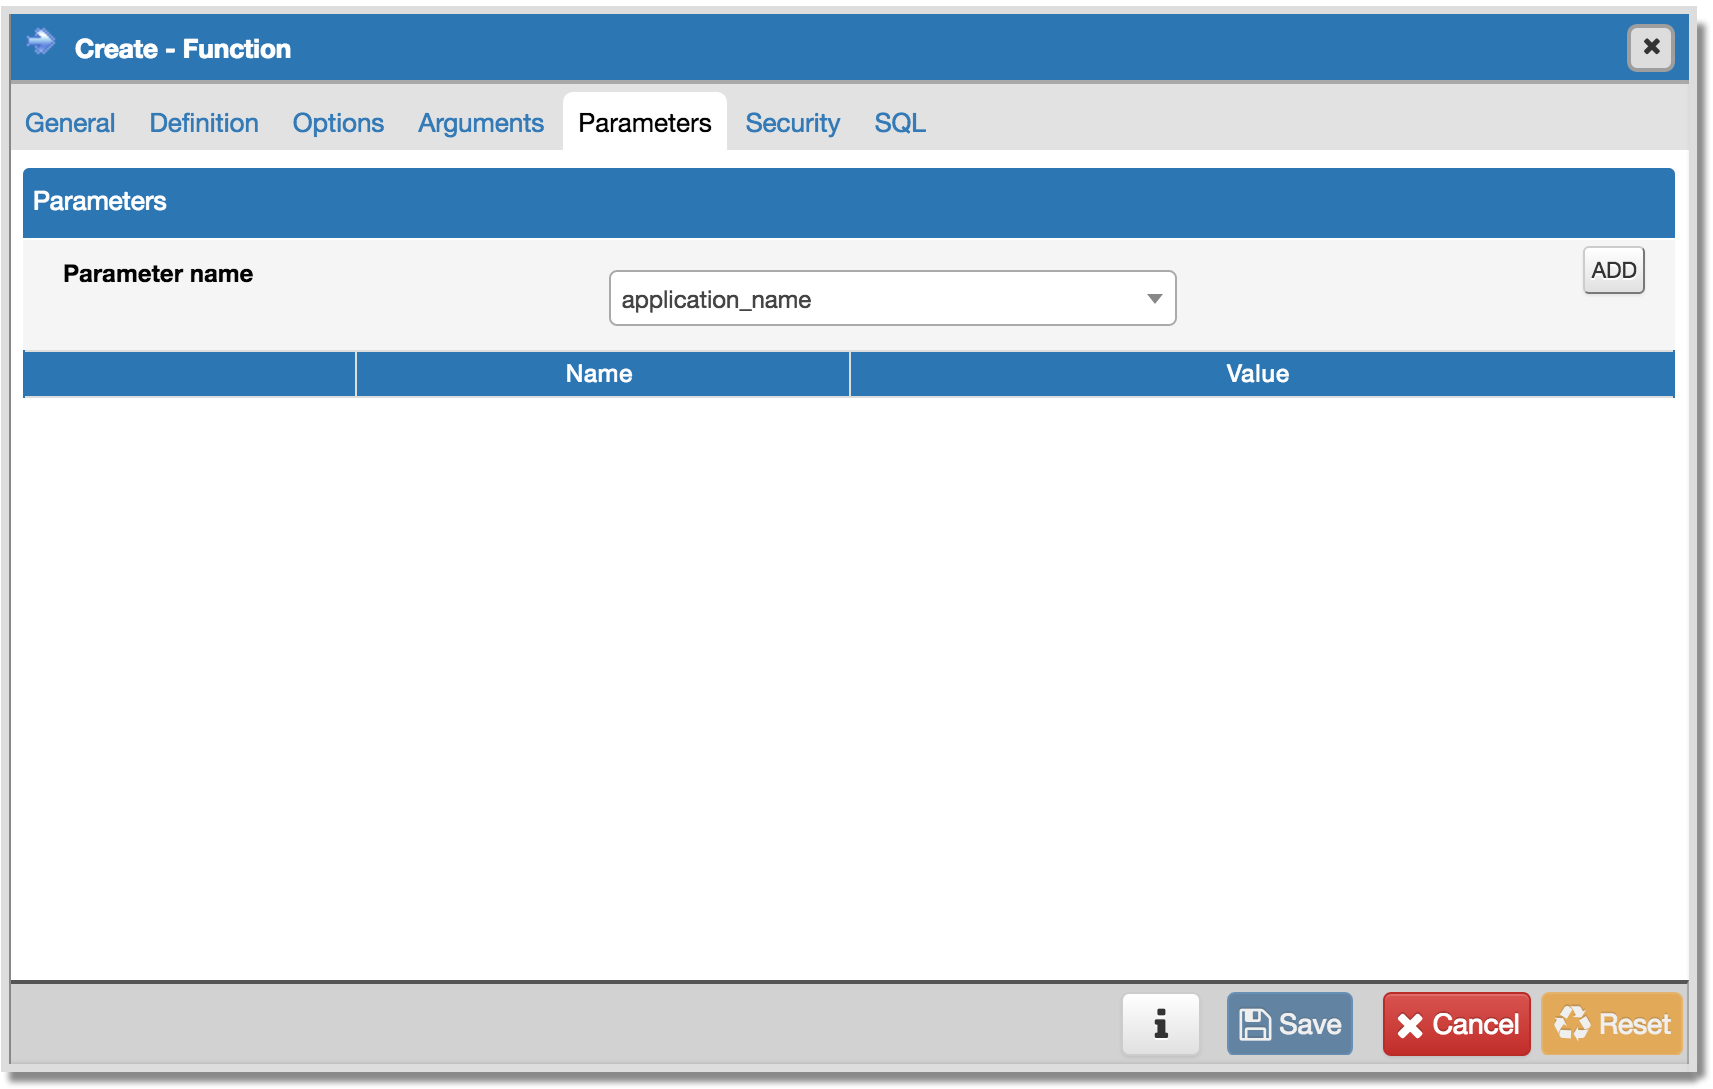 Create - Function
General Definition Options Arguments Parameters Security SQL
Parameters
Parameter name
application_name
ADD
Name Value
Save Cancel Reset